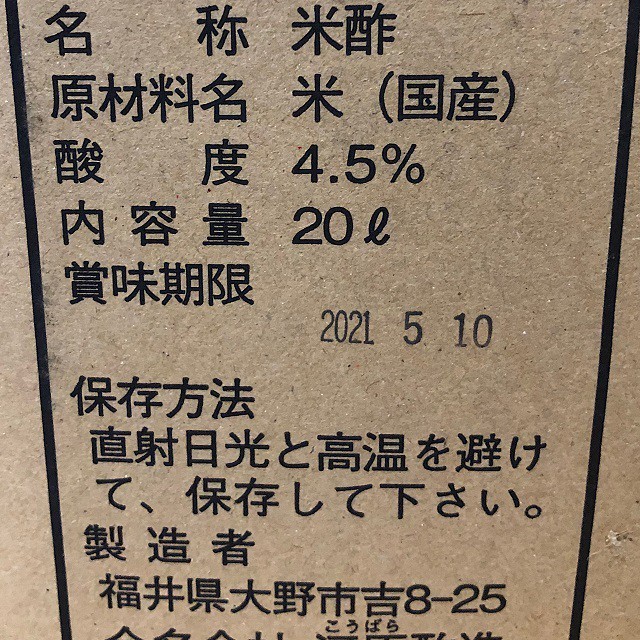 名称 米酢
原材料名 米（国産）
酸度 4.5%
内容量 20ℓ
賞味期限
2021 5 10
保存方法
直射日光と高温を避け
て、保存して下さい。
製造者
福井県大野市吉8-25
こうばら